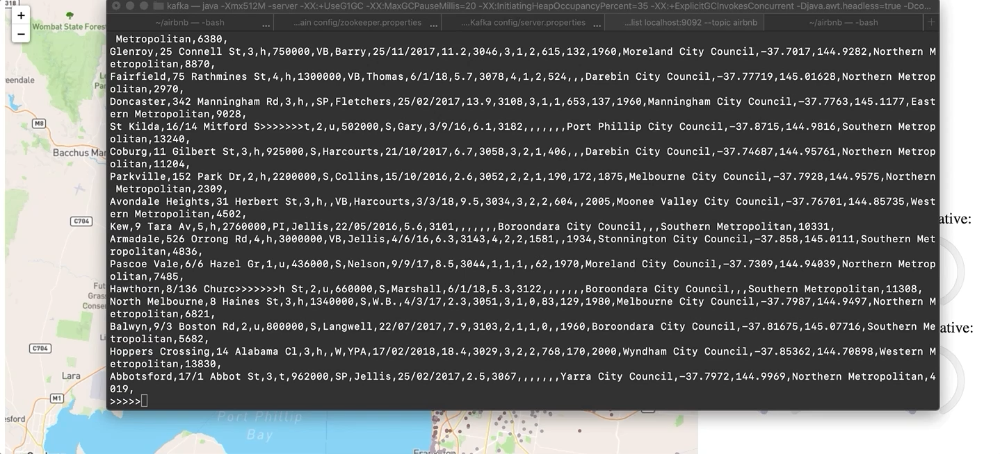 318
+
−
Wombat State Forest
eendale
M8
Bacchus Mar
C704
C704
Lara
M1
esford
Port Phillip
Bay
kafka — java -Xmx512M -server -XX:+UseG1GC -XX:MaxGCPauseMillis=20 -XX:InitiatingHeapOccupancyPercent=35 -XX:+ExplicitGCInvokesConcurrent -Djava.awt.headless=true -Dco...
~/airbnb — -bash ... ...ain config/zookeeper.properties ... ....Kafka config/server.properties ... ...list localhost:9092 --topic airbnb ~/airbnb — -bash +
Metropolitan,6380,
Glenroy,25 Connell St,3,h,750000,VB,Barry,25/11/2017,11.2,3046,3,1,2,615,132,1960,Moreland City Council,-37.7017,144.9282,Northern M
etropolitan,8870,
Fairfield,75 Rathmines St,4,h,1300000,VB,Thomas,6/1/18,5.7,3078,4,1,2,524,,,Darebin City Council,-37.77719,145.01628,Northern Metrop
olitan,2970,
Doncaster,342 Manningham Rd,3,h,,SP,Fletchers,25/02/2017,13.9,3108,3,1,1,653,137,1960,Manningham City Council,-37.7763,145.1177,East
ern Metropolitan,9028,
St Kilda,16/14 Mitford S>>>>>>>t,2,u,502000,S,Gary,3/9/16,6.1,3182,,,,,,,Port Phillip City Council,-37.8715,144.9816,Southern Metrop
olitan,13240,
Coburg,11 Gilbert St,3,h,925000,S,Harcourts,21/10/2017,6.7,3058,3,2,1,406,,,Darebin City Council,-37.74687,144.95761,Northern Metrop
olitan,11204,
Parkville,152 Park Dr,2,h,2200000,S,Collins,15/10/2016,2.6,3052,2,2,1,190,172,1875,Melbourne City Council,-37.7928,144.9575,Northern
Metropolitan,2309,
Avondale Heights,31 Herbert St,3,h,,VB,Harcourts,3/3/18,9.5,3034,3,2,2,604,,2005,Moonee Valley City Council,-37.76701,144.85735,West
ern Metropolitan,4502,
Kew,9 Tara Av,5,h,2760000,PI,Jellis,22/05/2016,5.6,3101,,,,,,,Boroondara City Council,,,Southern Metropolitan,10331,
Armadale,526 Orrong Rd,4,h,3000000,VB,Jellis,4/6/16,6.3,3143,4,2,2,1581,,1934,Stonnington City Council,-37.858,145.0111,Southern Met
ropolitan,4836,
Pascoe Vale,6/6 Hazel Gr,1,u,436000,S,Nelson,9/9/17,8.5,3044,1,1,1,,62,1970,Moreland City Council,-37.7309,144.94039,Northern Metropolitan,
7485,
Hawthorn,8/136 Churc>>>>>>>h St,2,u,660000,S,Marshall,6/1/18,5.3,3122,,,,,,,Boroondara City Council,,,Southern Metropolitan,11308,
North Melbourne,8 Haines St,3,h,1340000,S,W.B.,4/3/17,2.3,3051,3,1,0,83,129,1980,Melbourne City Council,-37.7987,144.9497,Northern M
etropolitan,6821,
Balwyn,9/3 Boston Rd,2,u,800000,S,Langwell,22/07/2017,7.9,3103,2,1,1,0,,1960,Boroondara City Council,-37.81675,145.07716,Southern Me
tropolitan,5682,
Hoppers Crossing,14 Alabama Cl,3,h,,W,YPA,17/02/2018,18.4,3029,3,2,2,768,170,2000,Wyndham City Council,-37.85362,144.70898,Western M
etropolitan,13830,
Abbotsford,17/1 Abbot St,3,t,962000,SP,Jellis,25/02/2017,2.5,3067,,,,,,,Yarra City Council,-37.7972,144.9969,Northern Metropolitan,4
019,
>>>>>
ative:
ative: